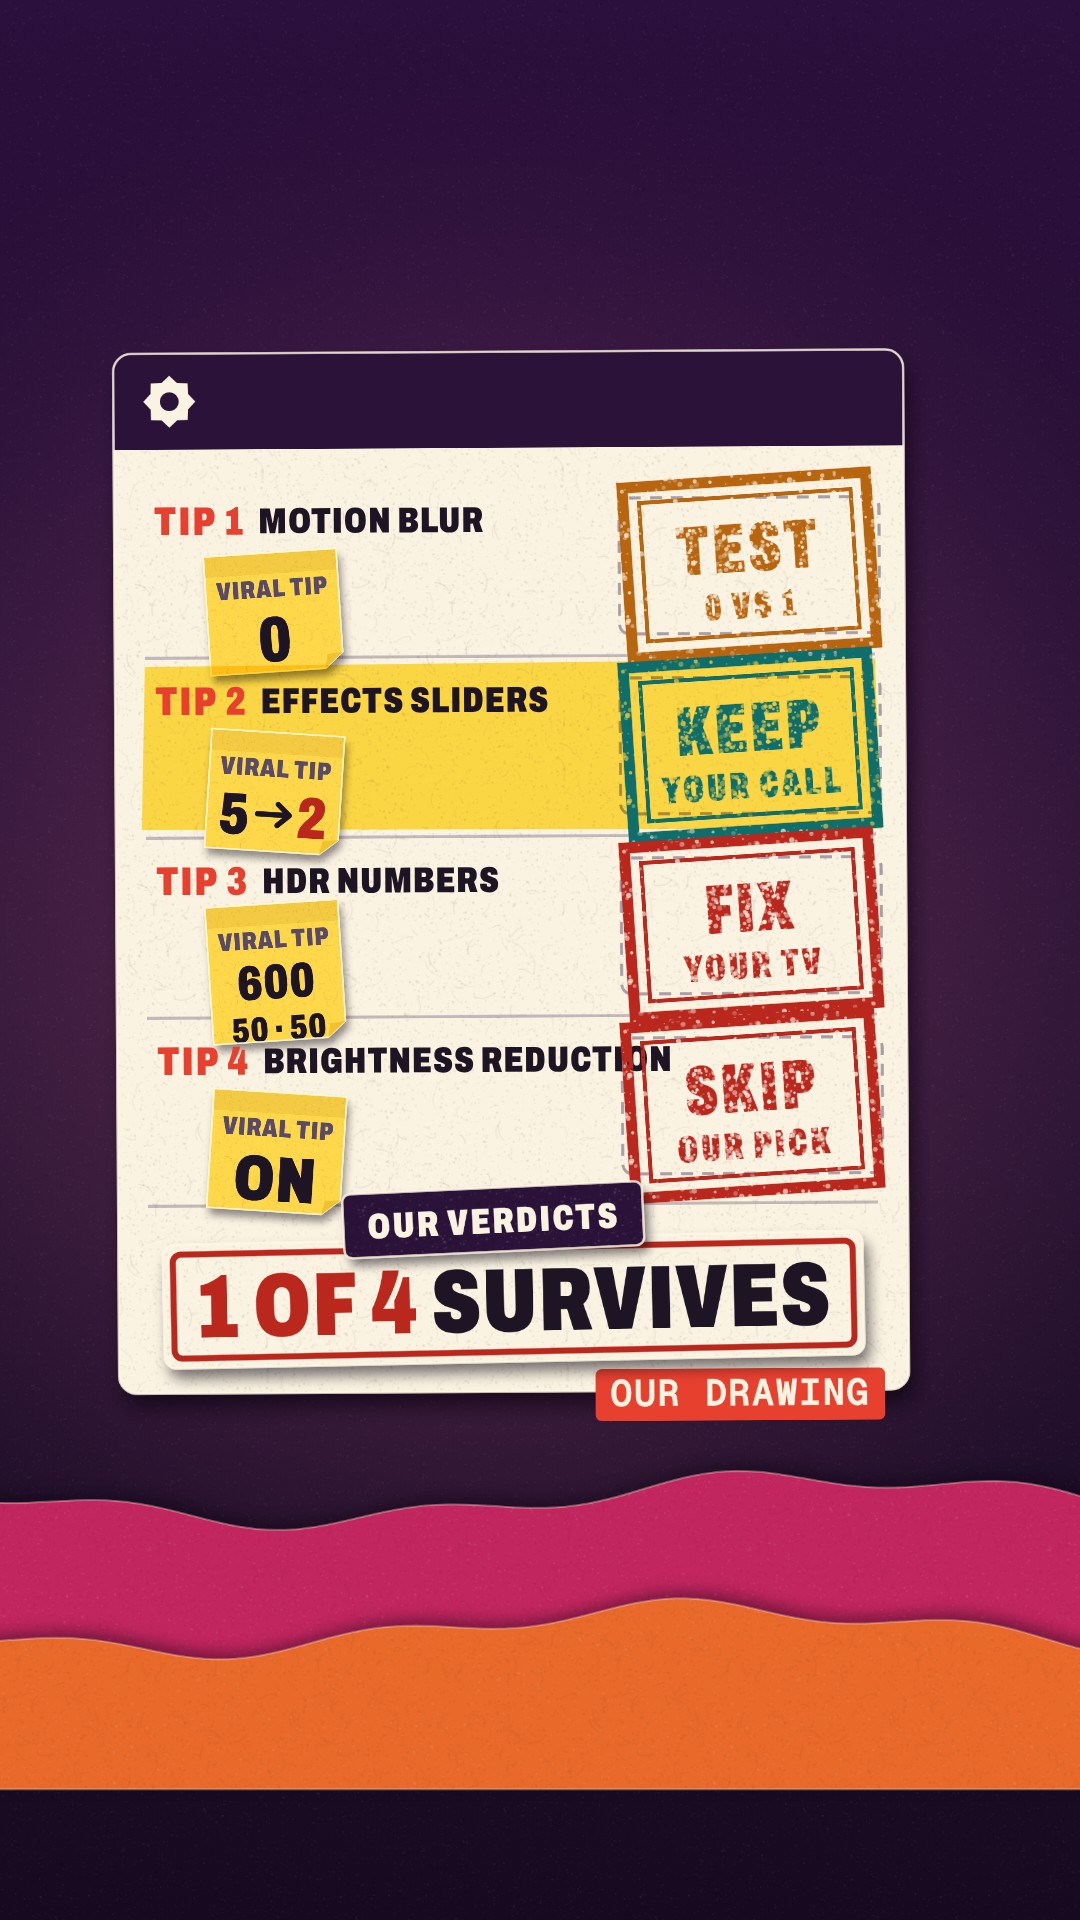 TIP 1 MOTION BLUR
VIRAL TIP
0
TEST
0 VS 1
TIP 2 EFFECTS SLIDERS
VIRAL TIP
5→2
KEEP
YOUR CALL
TIP 3 HDR NUMBERS
VIRAL TIP
600
50·50
FIX
YOUR TV
TIP 4 BRIGHTNESS REDUCTION
VIRAL TIP
ON
SKIP
OUR PICK
OUR VERDICTS
1 OF 4 SURVIVES
OUR DRAWING